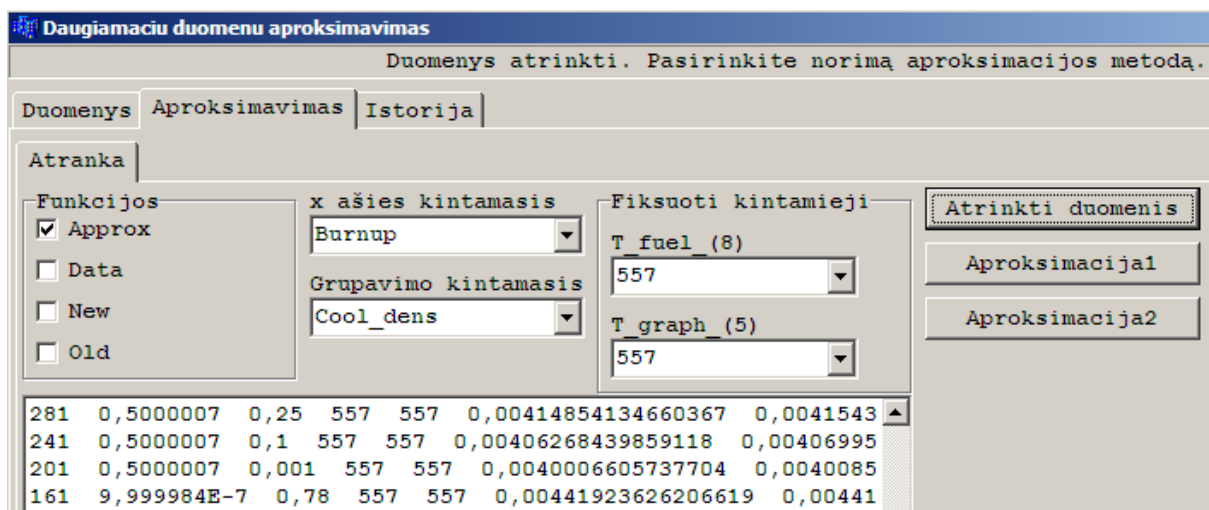 Daugiamaciu duomenu aproksimavimas
Duomenys atrinkti. Pasirinkite norimą aproksimacijos metodą.
Duomenys Aproksimavimas Istorija
Atranka
Funkcijos
Approx
Data
New
Old
x ašies kintamasis
Burnup
Grupavimo kintamasis
Cool_dens
Fiksuoti kintamieji
T_fuel_(8)
557
T_graph_(5)
557
Atrinkti duomenis
Aproksimacija1
Aproksimacija2
281 0,5000007 0,25 557 557 0,00414854134660367 0,0041543
241 0,5000007 0,1 557 557 0,00406268439859118 0,00406995
201 0,5000007 0,001 557 557 0,0040006605737704 0,0040085
161 9,999984E-7 0,78 557 557 0,00441923626206619 0,00441